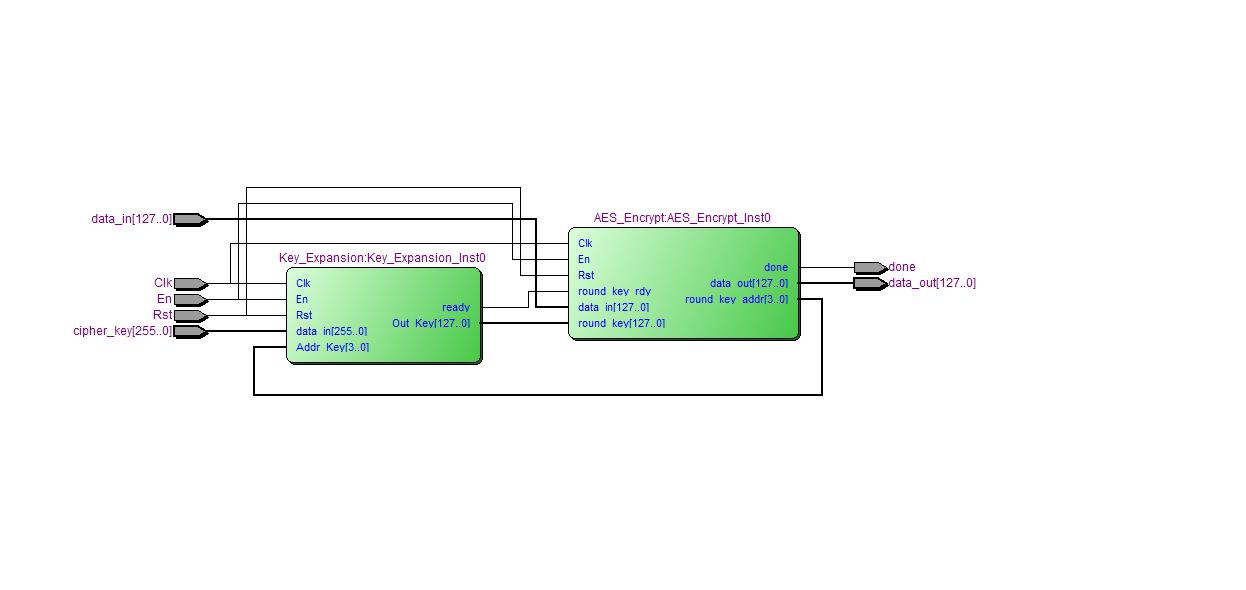 data_in[127..0]
Clk
En
Rst
cipher_key[255..0]
Key_Expansion:Key_Expansion_Inst0
Clk
En
Rst
data_in[255..0]
Addr_Key[3..0]
ready
Out_Key[127..0]
AES_Encrypt:AES_Encrypt_Inst0
Clk
En
Rst
round_key_rdy
data_in[127..0]
round_key[127..0]
done
data_out[127..0]
round_key_addr[3..0]
done
data_out[127..0]